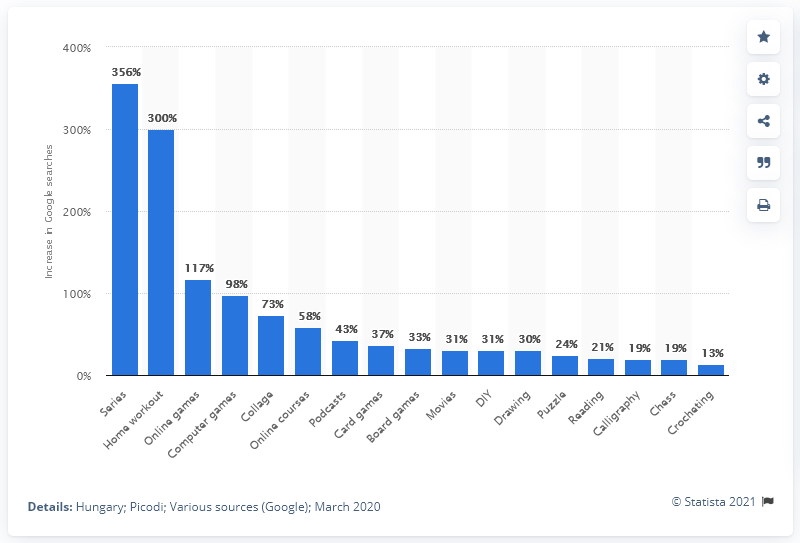 400%
300%
200%
100%
0%
Increase in Google searches
356%
300%
117%
98%
73%
58%
43%
37%
33%
31%
31%
30%
24%
21%
19%
19%
13%
Series
Home workout
Online games
Computer games
Collage
Online courses
Podcasts
Card games
Board games
Movies
DIY
Drawing
Puzzle
Reading
Calligraphy
Chess
Crocheting
Details: Hungary; Picodi; Various sources (Google); March 2020
© Statista 2021